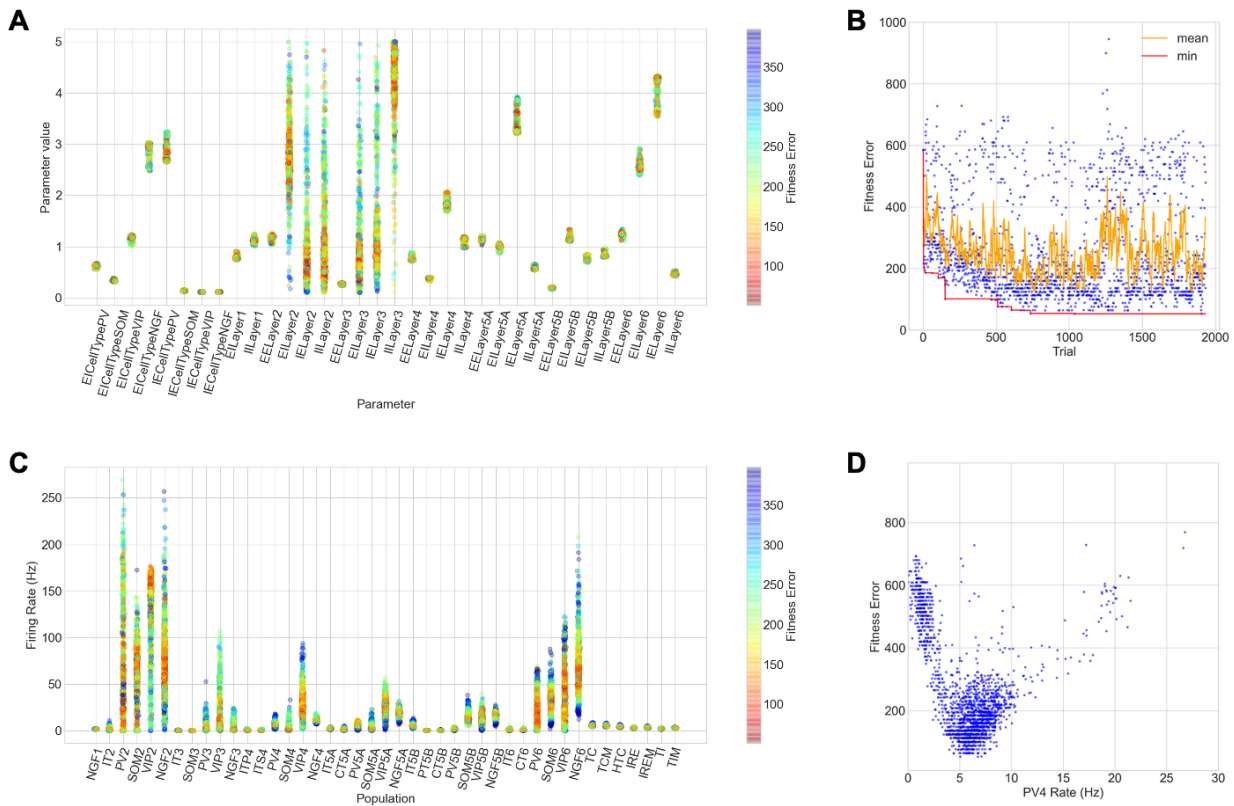 A
5
4
3
2
1
0
Parameter value
EICellTypePV
EICellTypeSOM
EICellTypeVIP
EICellTypeNGF
IECellTypePV
IECellTypeSOM
IECellTypeVIP
IECellTypeNGF
EILayer1
IILayer1
EELayer2
EILayer2
IELayer2
IILayer2
EELayer3
EILayer3
IELayer3
IILayer3
EELayer4
EILayer4
IELayer4
IILayer4
EELayer5A
EILayer5A
IELayer5A
IILayer5A
EELayer5B
EILayer5B
IELayer5B
IILayer5B
EELayer6
EILayer6
IELayer6
IILayer6
Parameter
350
300
250
200
150
100
Fitness Error
B
1000
800
600
400
200
0
Fitness Error
mean
min
0 500 1000 1500 2000
Trial
C
250
200
150
100
50
0
Firing Rate (Hz)
NGF1
IT2
PV2
SOM2
VIP2
NGF2
IT3
SOM3
PV3
VIP3
NGF3
ITP4
ITS4
PV4
SOM4
VIP4
NGF4
IT5A
CT5A
PV5A
SOM5A
VIP5A
NGF5A
IT5B
PT5B
CT5B
PV5B
SOM5B
VIP5B
NGF5B
IT6
CT6
PV6
SOM6
VIP6
NGF6
TC
TCM
HTC
IRE
IREM
TI
TIM
Population
350
300
250
200
150
100
Fitness Error
D
800
600
400
200
Fitness Error
0 5 10 15 20 25 30
PV4 Rate (Hz)